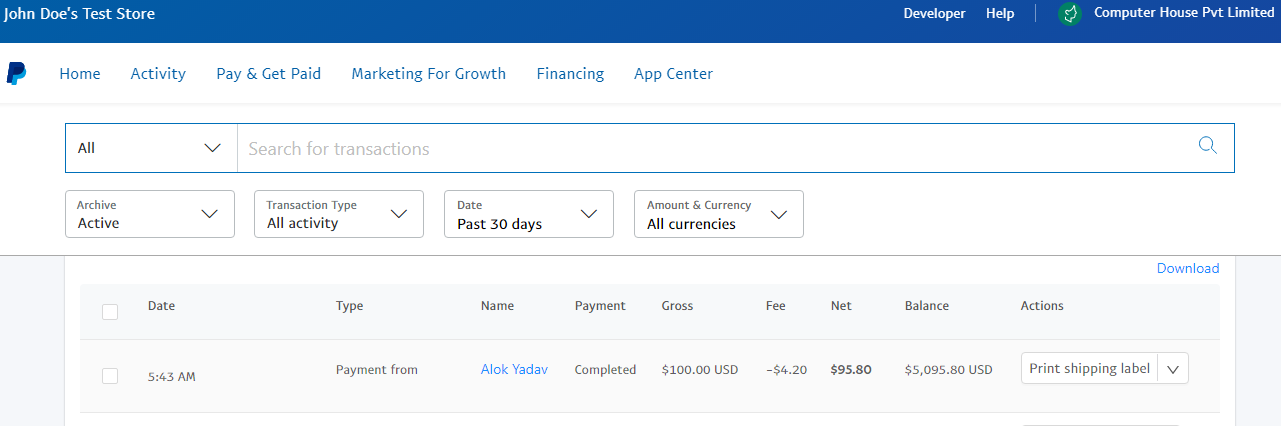 John Doe's Test Store Developer Help Computer House Pvt Limited
Home Activity Pay & Get Paid Marketing For Growth Financing App Center
All Search for transactions
Archive Transaction Type Date Amount & Currency
Active All activity Past 30 days All currencies
Download
Date Type Name Payment Gross Fee Net Balance Actions
5:43 AM Payment from Alok Yadav Completed $100.00 USD -$4.20 $95.80 $5,095.80 USD Print shipping label